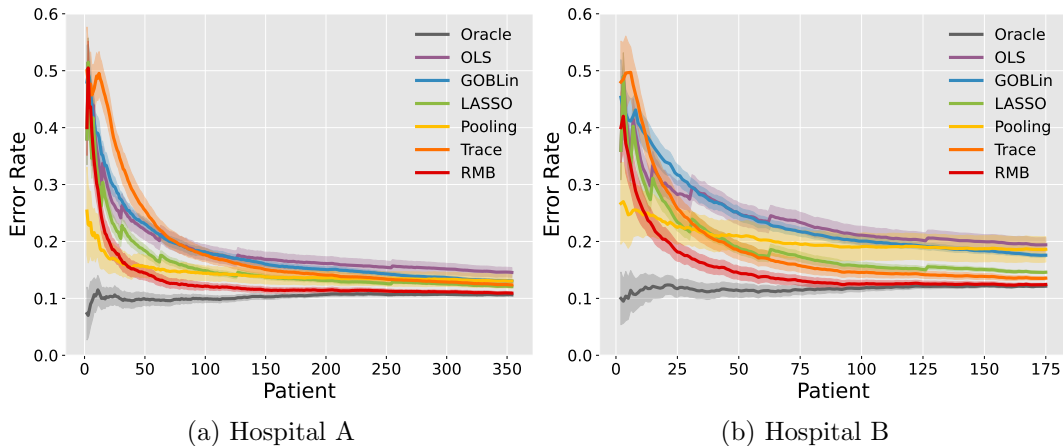 0.6
0.5
0.4
0.3
0.2
0.1
0.0
Error Rate
Oracle
OLS
GOBLin
LASSO
Pooling
Trace
RMB
0 50 100 150 200 250 300 350
Patient
(a) Hospital A
0.6
0.5
0.4
0.3
0.2
0.1
0.0
Error Rate
Oracle
OLS
GOBLin
LASSO
Pooling
Trace
RMB
0 25 50 75 100 125 150 175
Patient
(b) Hospital B